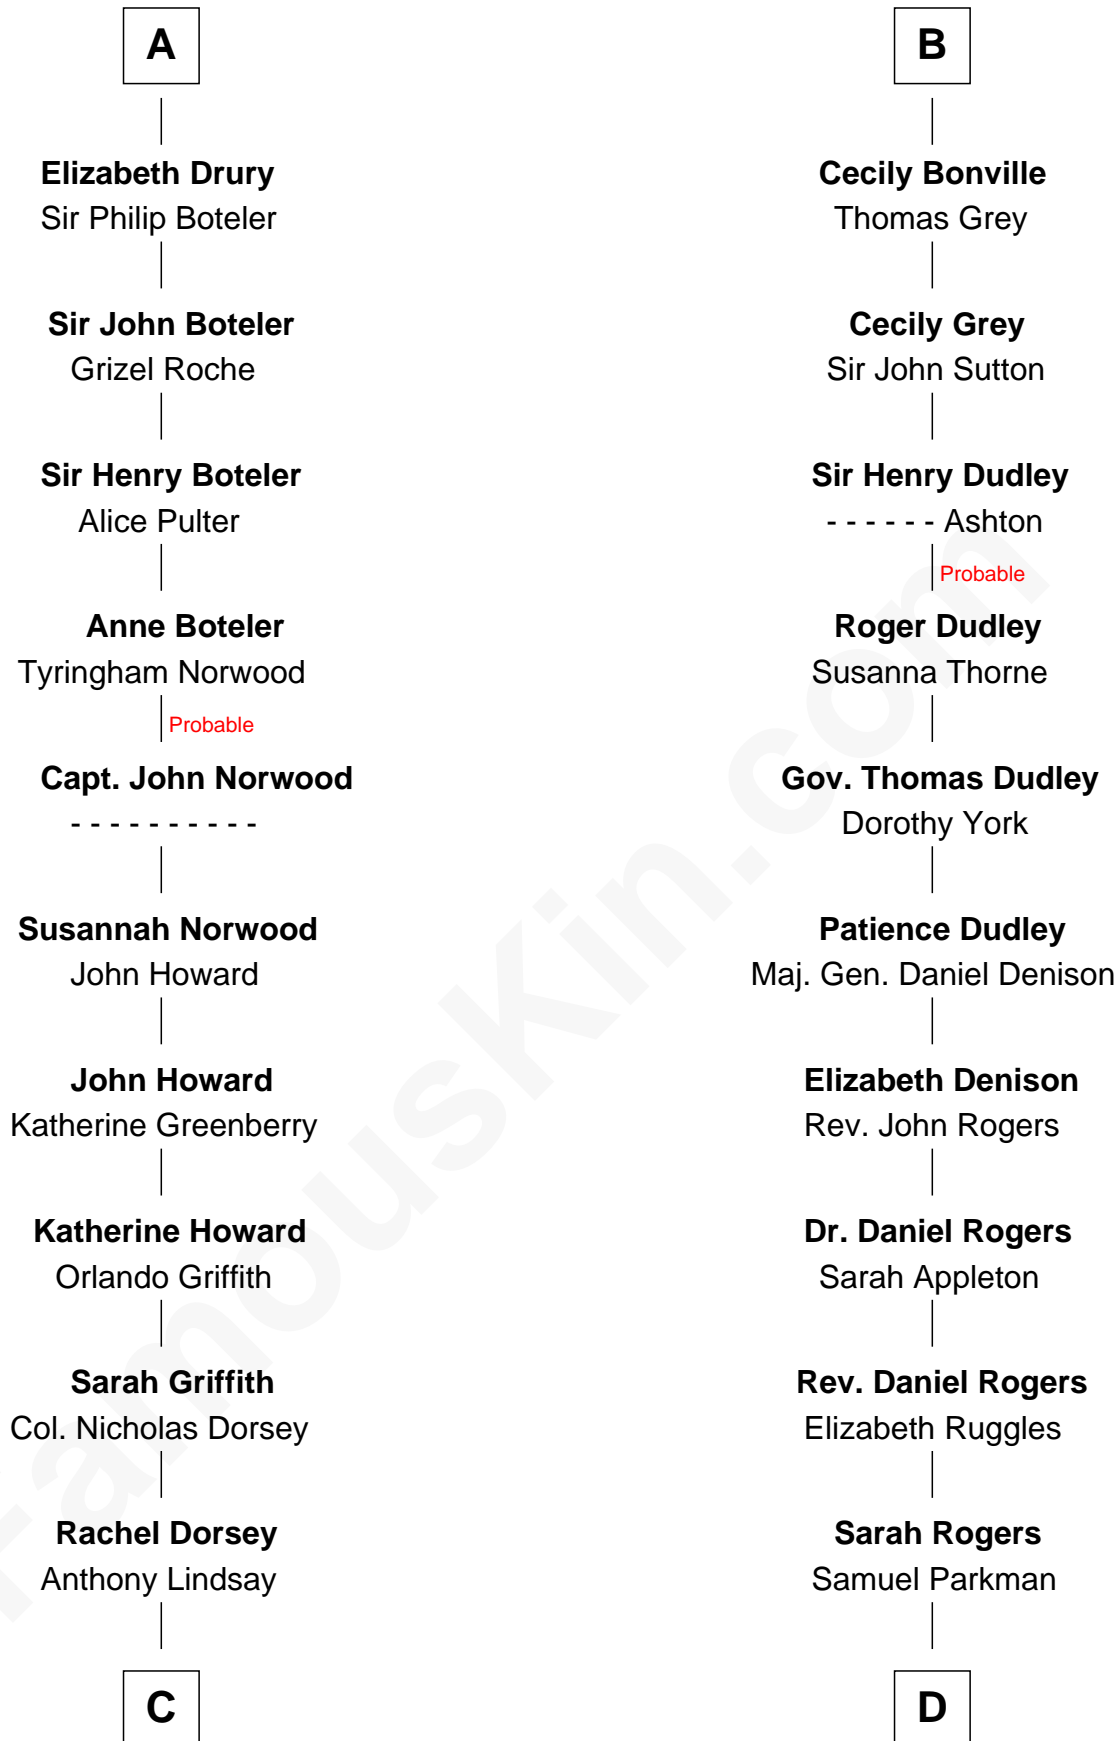 A
Elizabeth Drury
Sir Philip Boteler
Sir John Boteler
Grizel Roche
Sir Henry Boteler
Alice Pulter
Anne Boteler
Tyringham Norwood
Probable
Capt. John Norwood
- - - - - - - - - -
Susannah Norwood
John Howard
John Howard
Katherine Greenberry
Katherine Howard
Orlando Griffith
Sarah Griffith
Col. Nicholas Dorsey
Rachel Dorsey
Anthony Lindsay
C
B
Cecily Bonville
Thomas Grey
Cecily Grey
Sir John Sutton
Sir Henry Dudley
- - - - - - Ashton
Probable
Roger Dudley
Susanna Thorne
Gov. Thomas Dudley
Dorothy York
Patience Dudley
Maj. Gen. Daniel Denison
Elizabeth Denison
Rev. John Rogers
Dr. Daniel Rogers
Sarah Appleton
Rev. Daniel Rogers
Elizabeth Ruggles
Sarah Rogers
Samuel Parkman
D
FamousKin.com